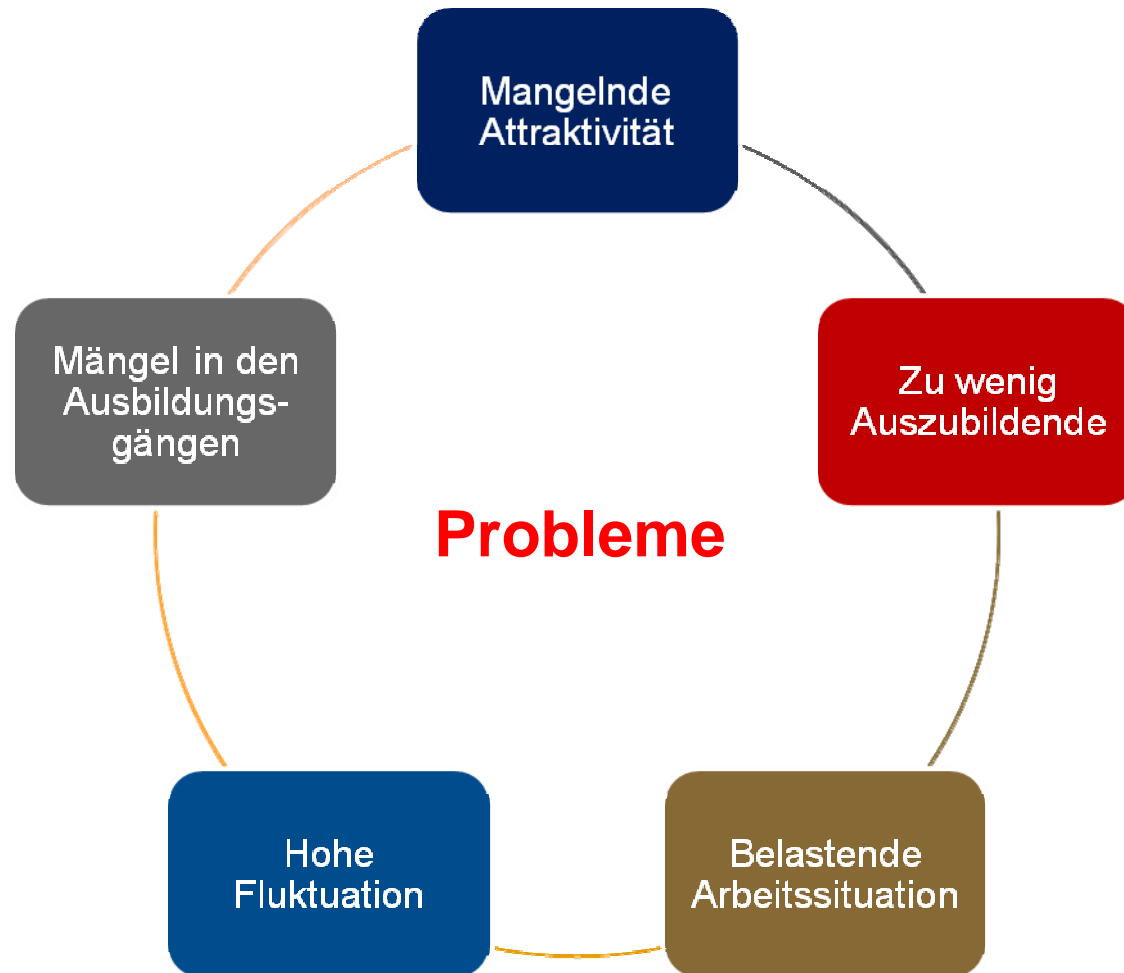 Mangelnde
Attraktivität
Zu wenig
Auszubildende
Mängel in den
Ausbildungs-
gängen
Probleme
Hohe
Fluktuation
Belastende
Arbeitssituation